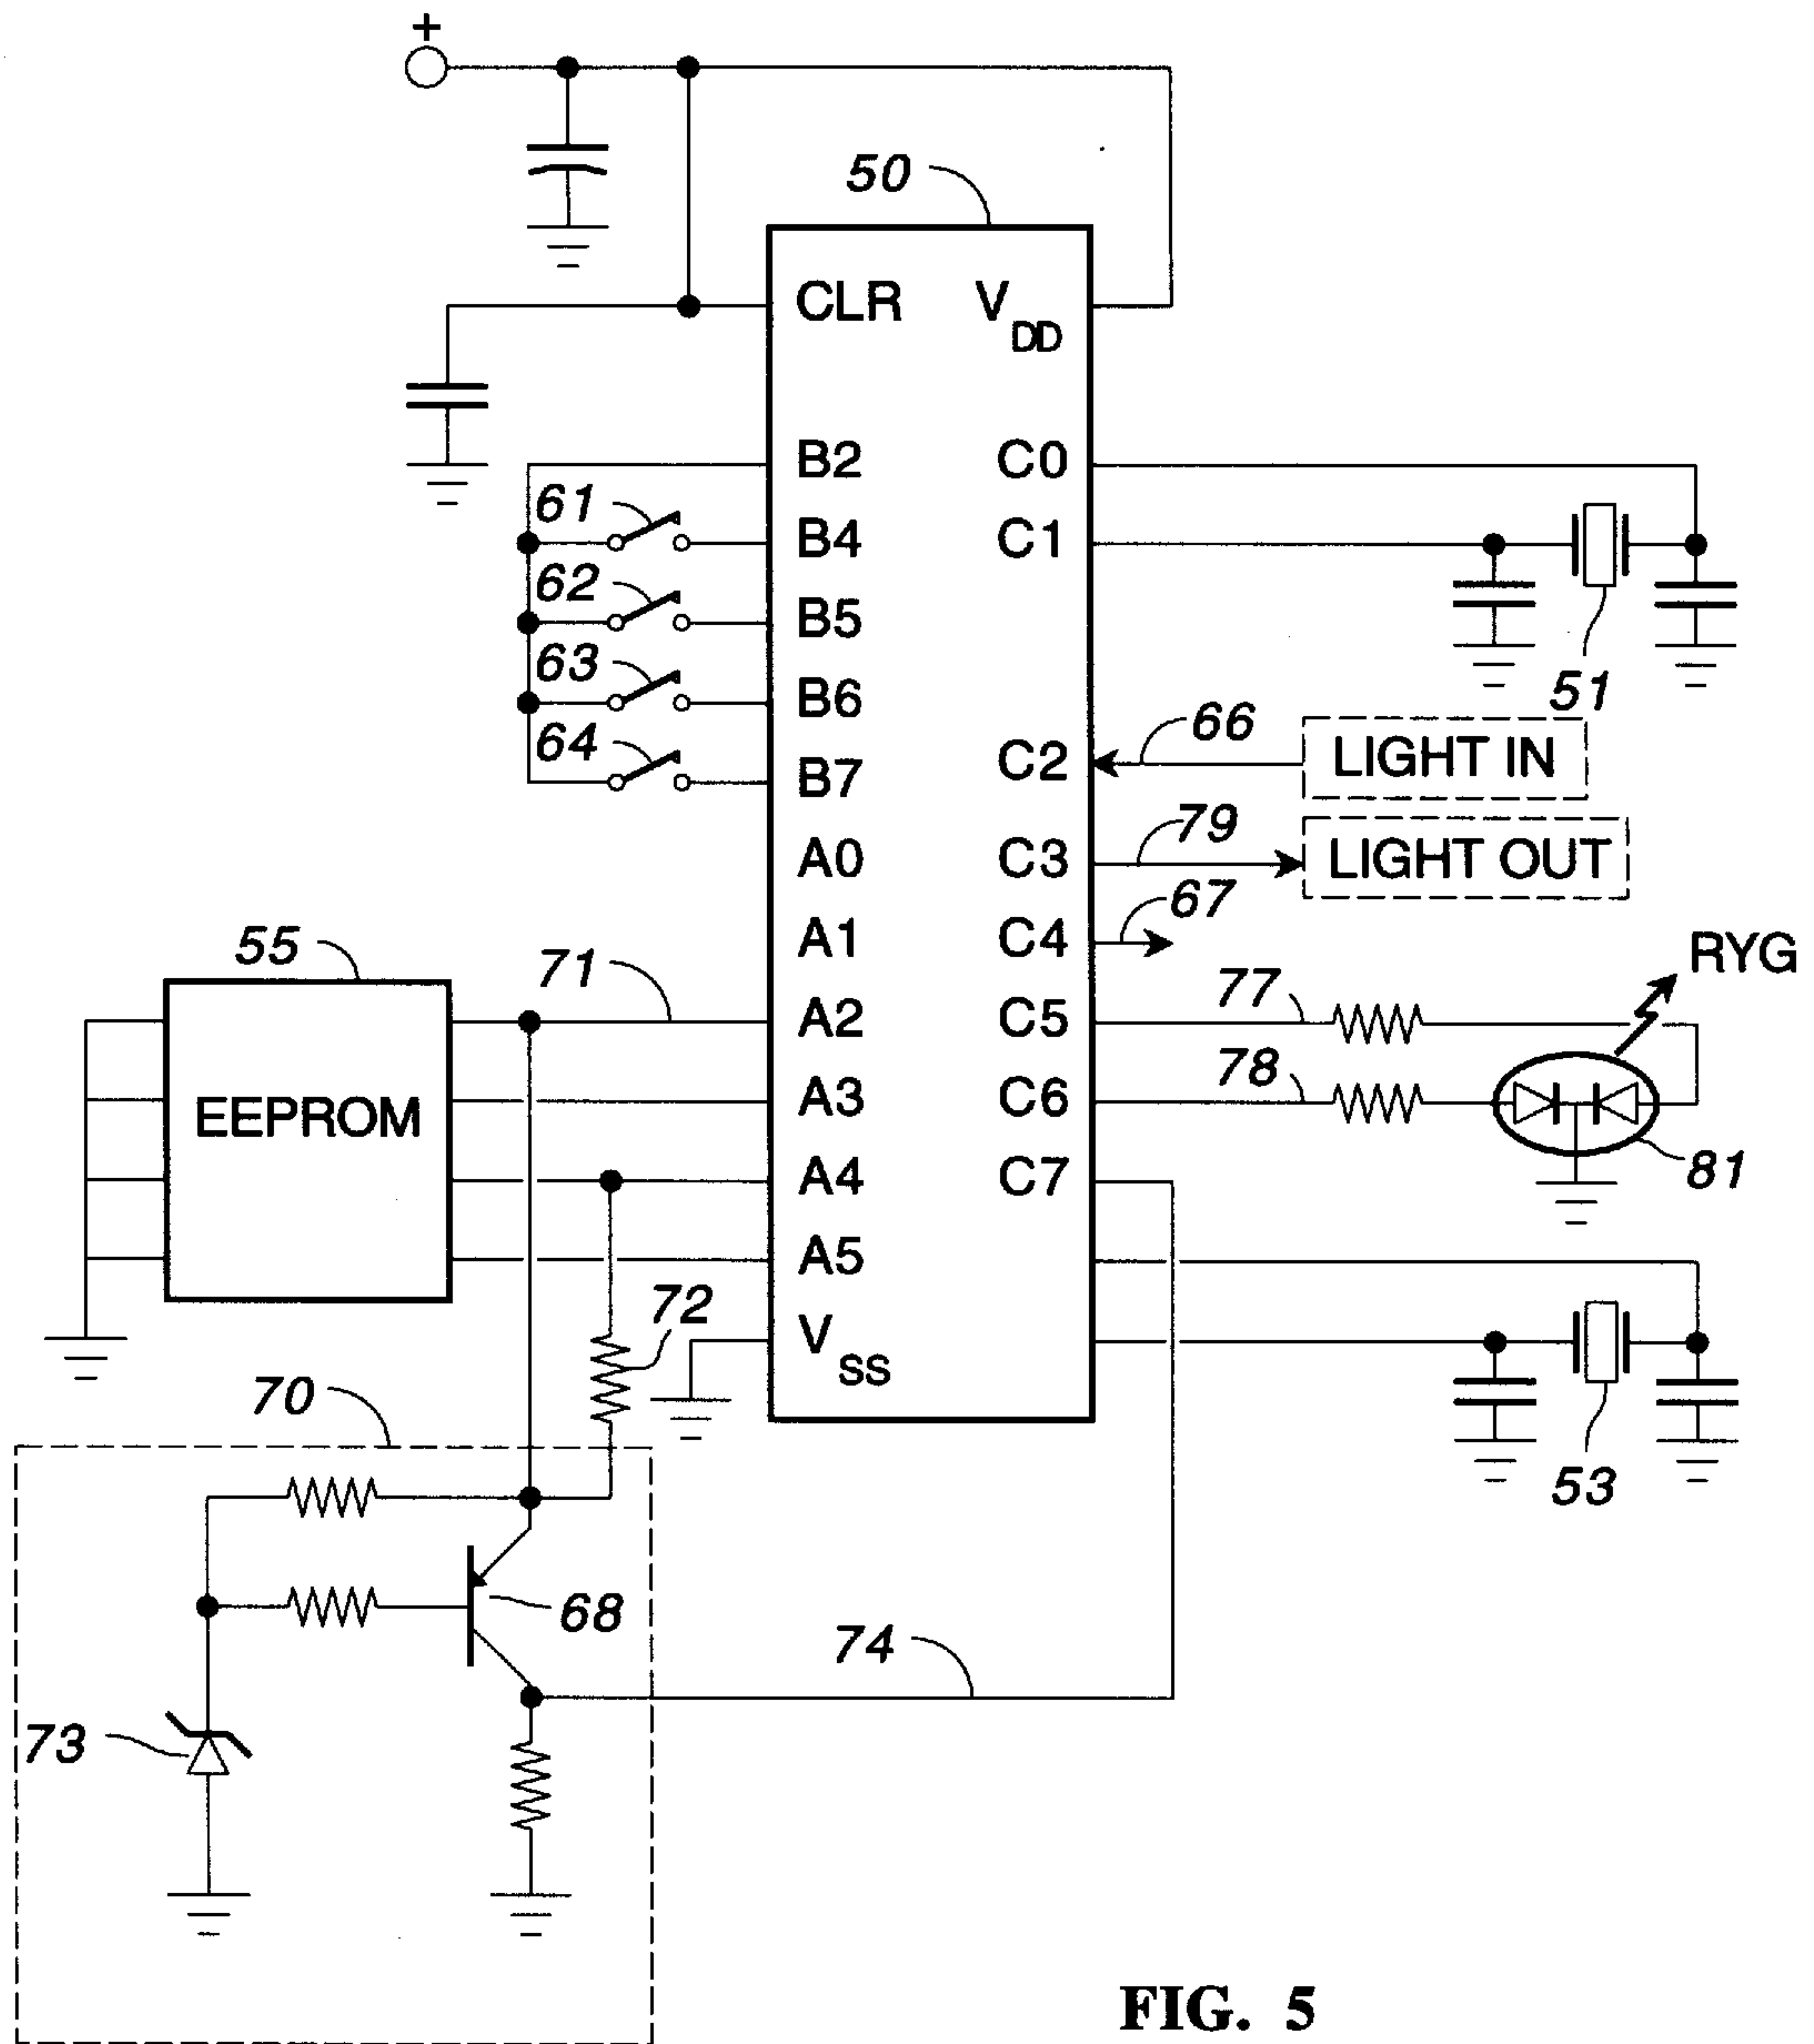 +
50
CLR V DD
B2 C0
61
B4 C1
62
B5
63 51
B6
66
64 C2 LIGHT IN
B7
79
A0 C3 LIGHT OUT
67
55 A1 C4 RYG
71 77
A2 C5
78
EEPROM A3 C6
A4 C7 81
A5
72
V SS
70
53
68
74
73
FIG. 5